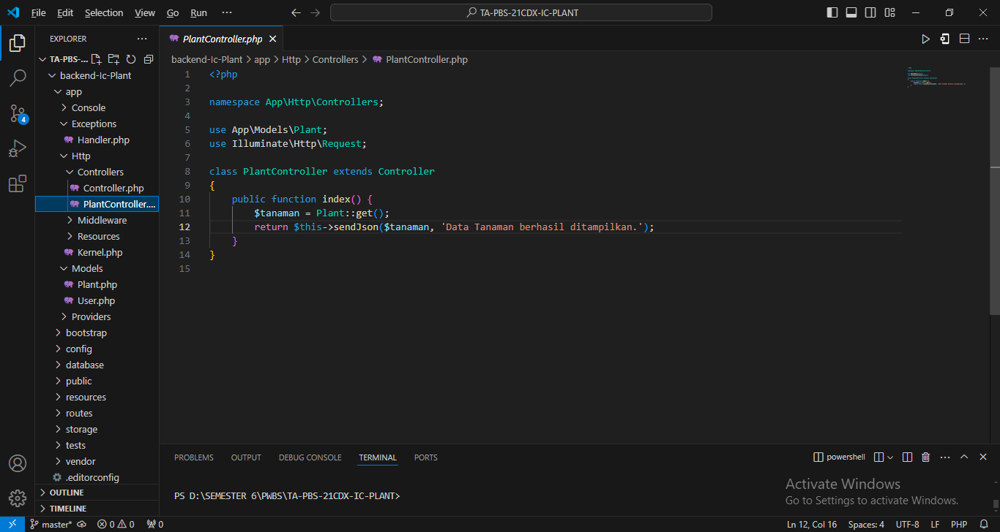 File Edit Selection View Go Run ··· TA-PBS-21CDX-IC-PLANT
EXPLORER ···
TA-PBS-...
backend-Ic-Plant
app
Console
Exceptions
Handler.php
Http
Controllers
Controller.php
PlantController....
Middleware
Resources
Kernel.php
Models
Plant.php
User.php
Providers
bootstrap
config
database
public
resources
routes
storage
tests
vendor
.editorconfig
OUTLINE
TIMELINE
4
PlantController.php
backend-Ic-Plant > app > Http > Controllers > PlantController.php
1 <?php
2
3 namespace App\Http\Controllers;
4
5 use App\Models\Plant;
6 use Illuminate\Http\Request;
7
8 class PlantController extends Controller
9 {
10 public function index() {
11 $tanaman = Plant::get();
12 return $this->sendJson($tanaman, 'Data Tanaman berhasil ditampilkan.');
13 }
14 }
15
PROBLEMS OUTPUT DEBUG CONSOLE TERMINAL PORTS powershell
PS D:\SEMESTER 6\PWBS\TA-PBS-21CDX-IC-PLANT>
Activate Windows
Go to Settings to activate Windows.
master* 0 0 0 Ln 12, Col 16 Spaces: 4 UTF-8 LF PHP